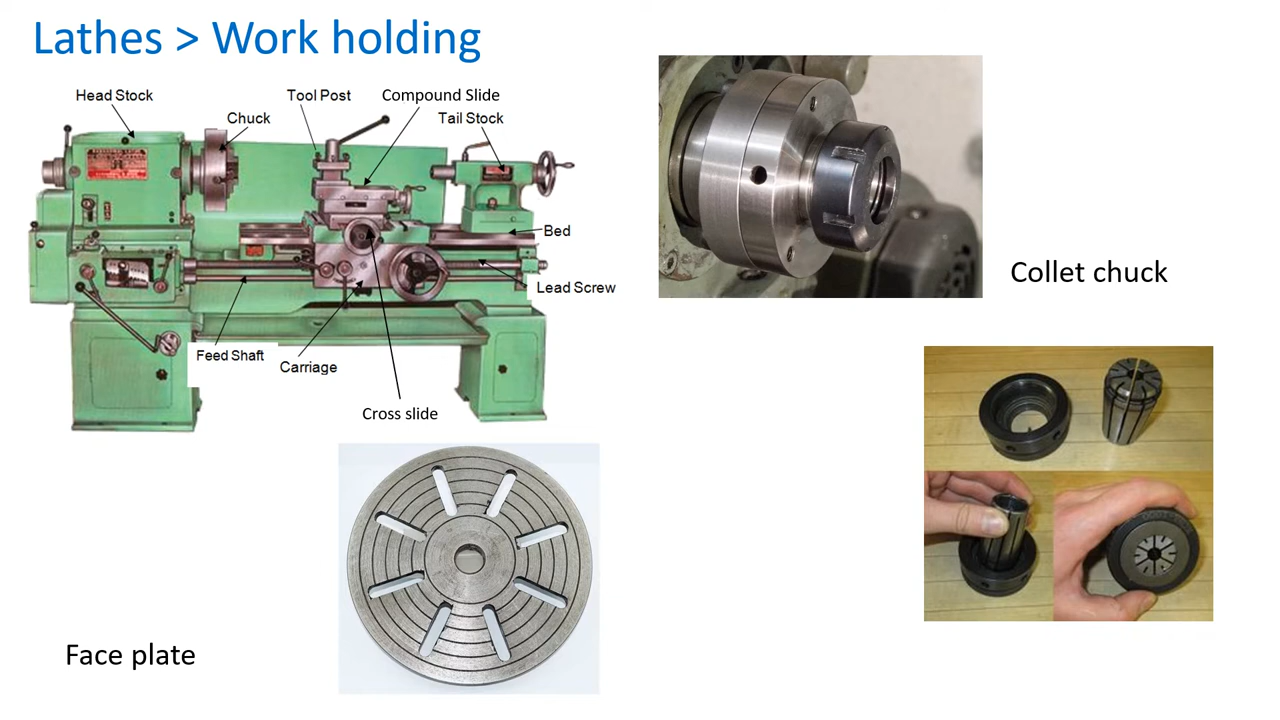 Lathes > Work holding
Head Stock
Chuck
Tool Post
Compound Slide
Tail Stock
Bed
Lead Screw
Feed Shaft
Carriage
Cross slide
Collet chuck
Face plate